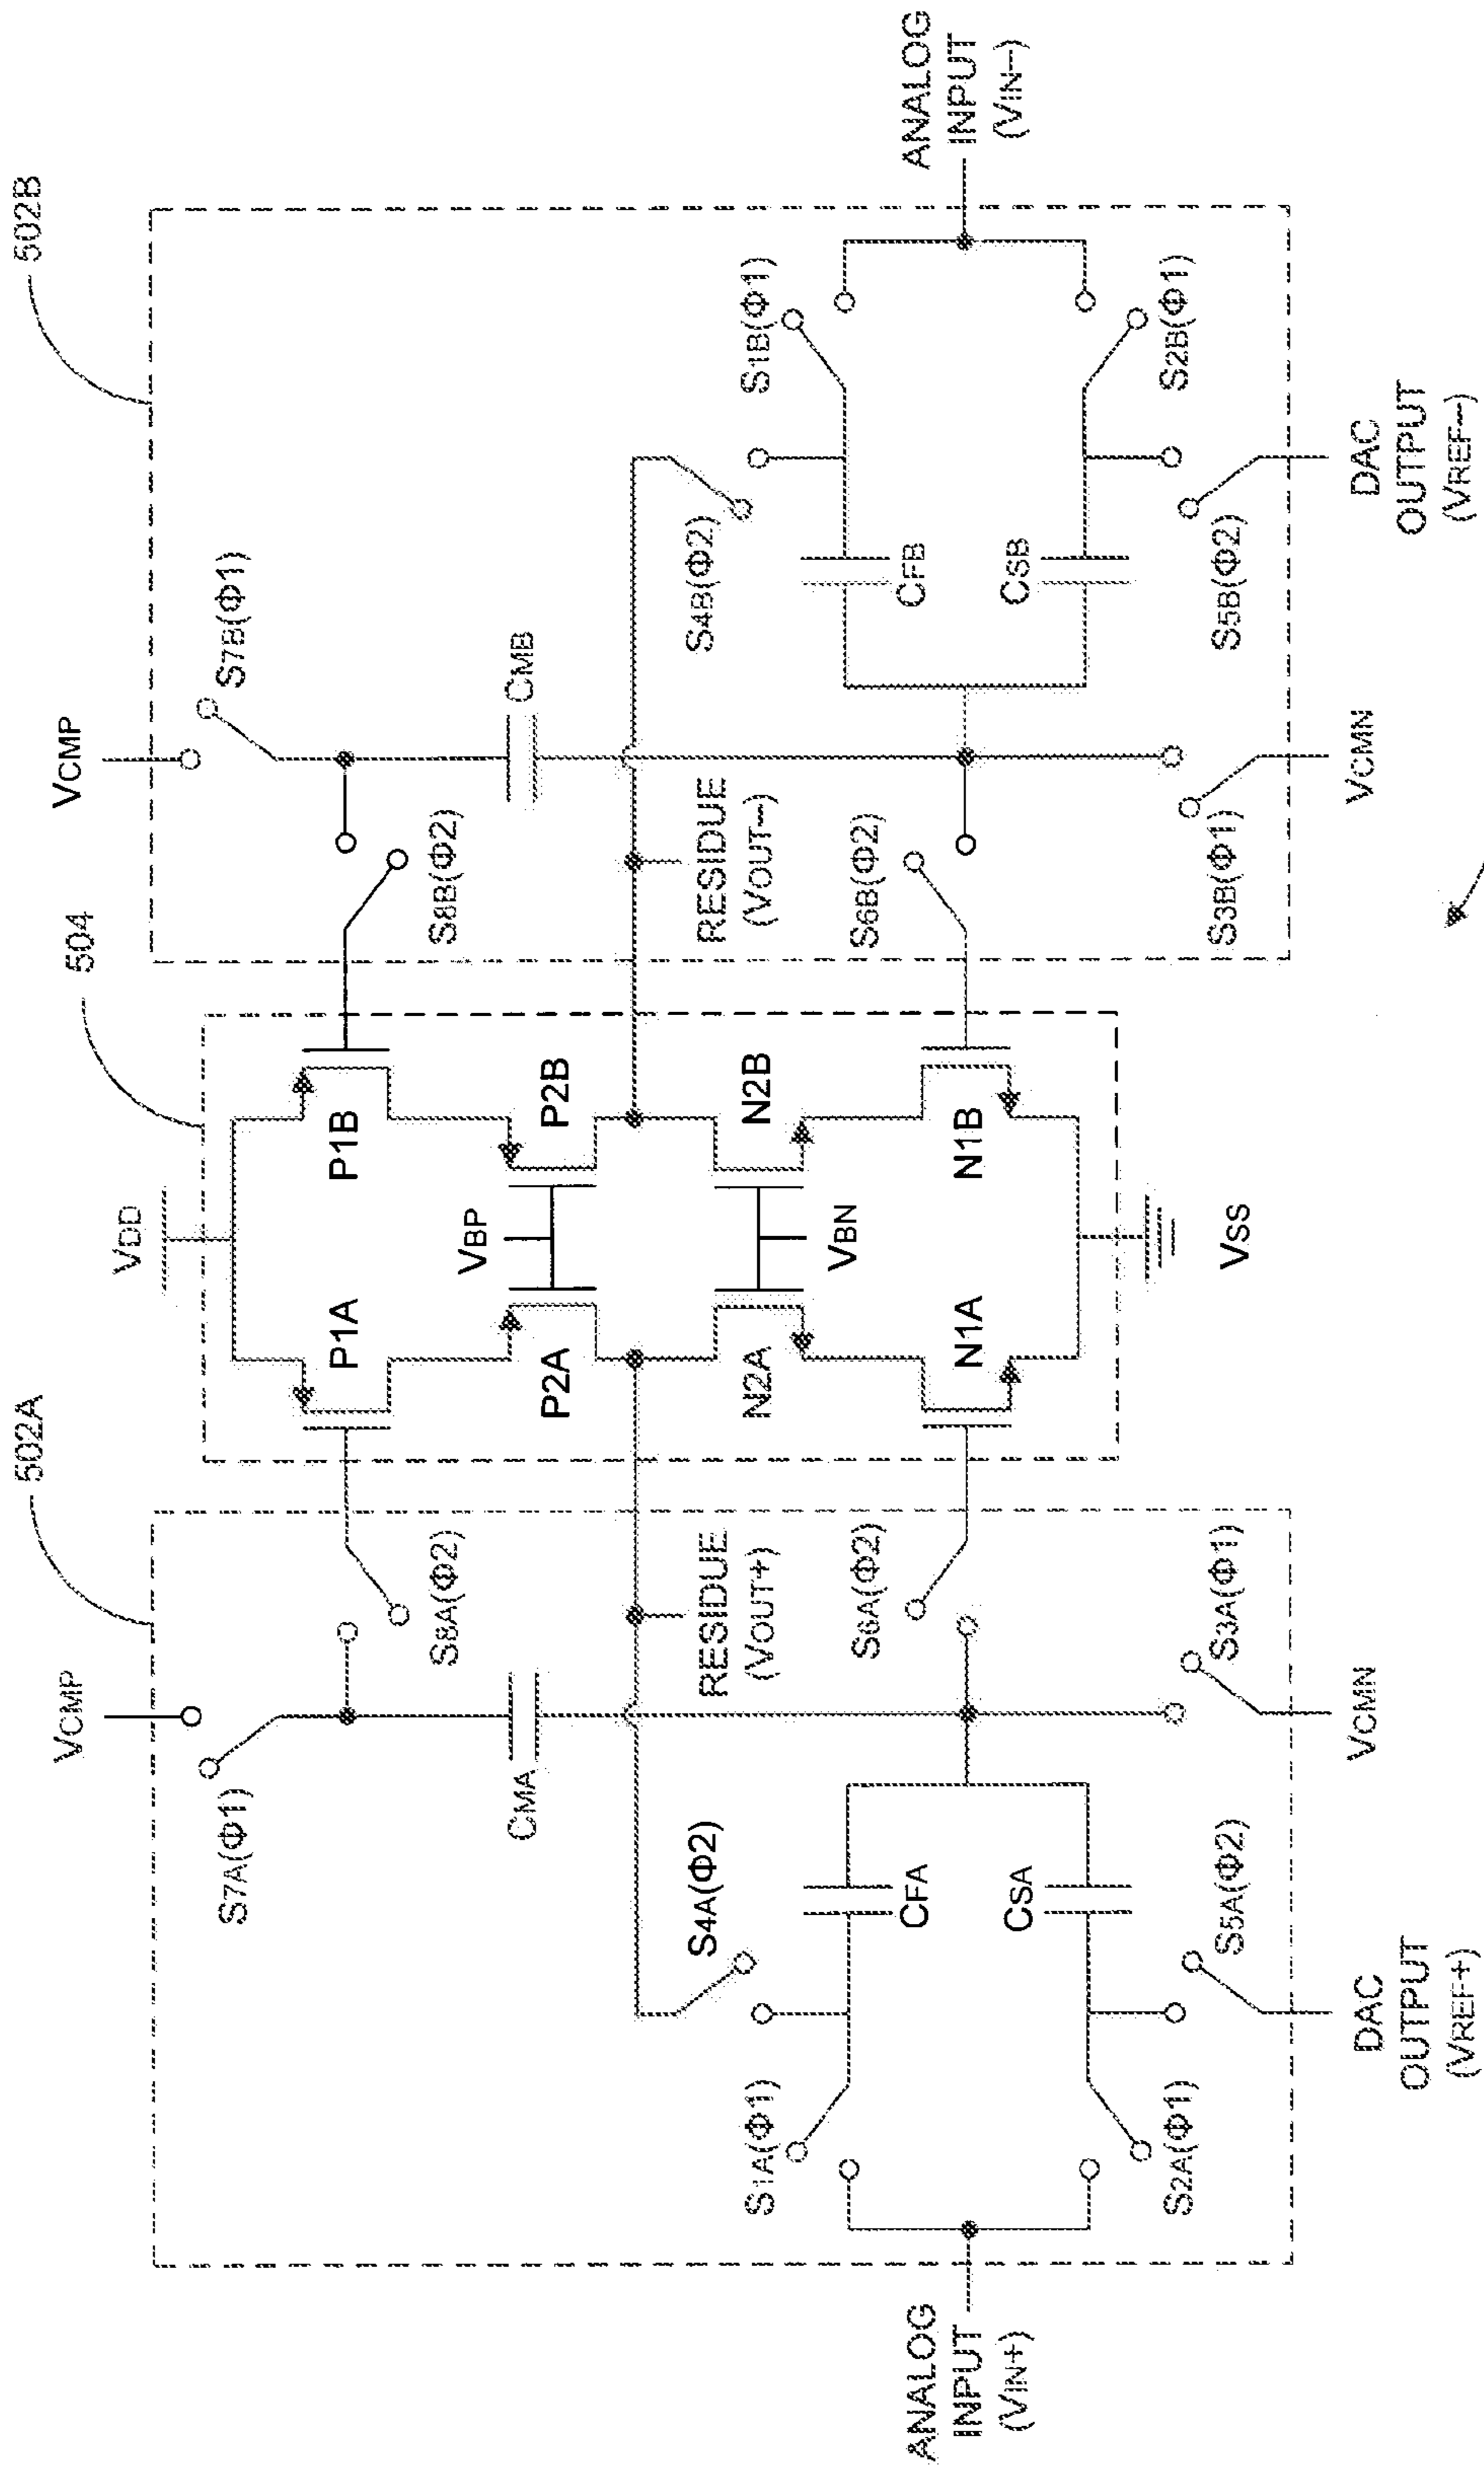 502A
504
502B
VCMP
VDD
VCMP
S7A(Φ1)
S7B(Φ1)
P1A
P1B
S8A(Φ2)
S8B(Φ2)
CMA
CMB
VBP
P2A
P2B
RESIDUE
(VOUT+)
RESIDUE
(VOUT−)
S4A(Φ2)
S4B(Φ2)
N2A
N2B
S1A(Φ1)
S1B(Φ1)
VBN
CFA
CFB
S6A(Φ2)
S6B(Φ2)
ANALOG
INPUT
(VIN+)
ANALOG
INPUT
(VIN−)
N1A
N1B
CSA
CSB
S2A(Φ1)
S5A(Φ2)
S3A(Φ1)
S3B(Φ1)
S5B(Φ2)
S2B(Φ1)
VSS
DAC
OUTPUT
(VREF+)
VCMN
VCMN
DAC
OUTPUT
(VREF−)